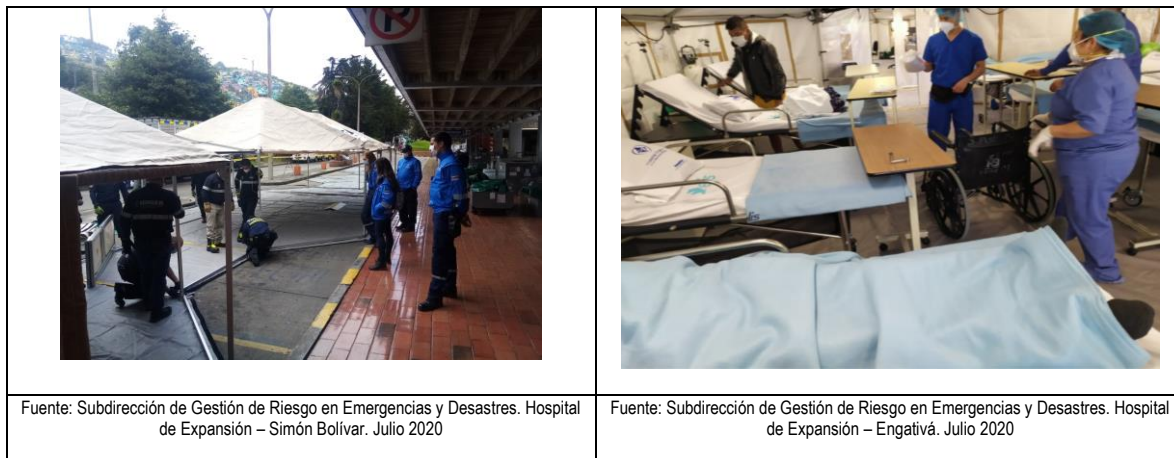 Fuente: Subdirección de Gestión de Riesgo en Emergencias y Desastres. Hospital
de Expansión – Simón Bolívar. Julio 2020
Fuente: Subdirección de Gestión de Riesgo en Emergencias y Desastres. Hospital
de Expansión – Engativá. Julio 2020